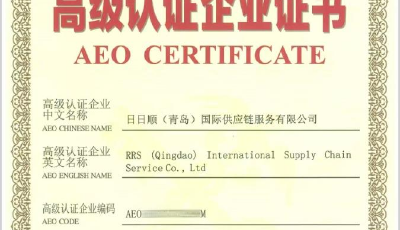 高级认证企业证书
AEO CERTIFICATE
高级认证企业
中文名称
AEO CHINESE NAME
日日顺（青岛）国际供应链服务有限公司
高级认证企业
英文名称
AEO ENGLISH NAME
RRS (Qingdao) International Supply Chain
Service Co., Ltd
高级认证企业编码
AEO CODE
AEO M